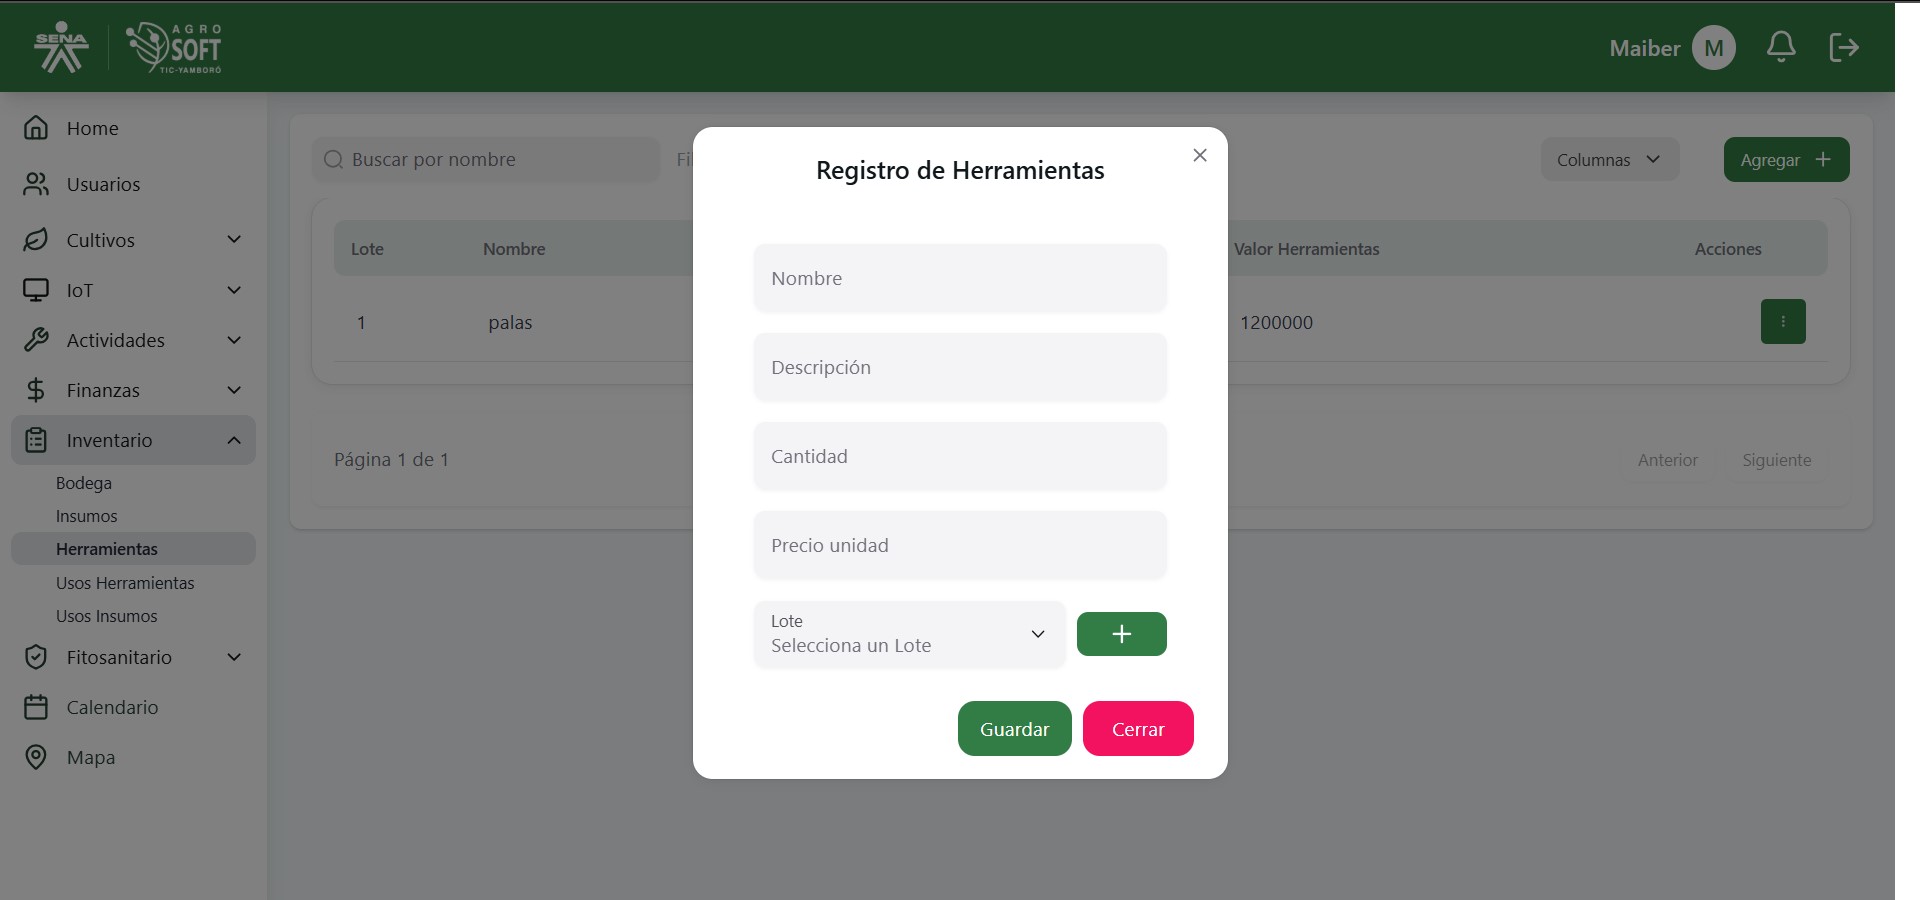 SENA
AGRO
SOFT
TIC-YAMBORÓ
Maiber
M
Home
Usuarios
Cultivos
IoT
Actividades
Finanzas
Inventario
Bodega
Insumos
Herramientas
Usos Herramientas
Usos Insumos
Fitosanitario
Calendario
Mapa
Buscar por nombre
Columnas
Agregar
Lote Nombre Valor Herramientas Acciones
1 palas 1200000
Página 1 de 1
Anterior Siguiente
Registro de Herramientas
Nombre
Descripción
Cantidad
Precio unidad
Lote
Selecciona un Lote
Guardar Cerrar